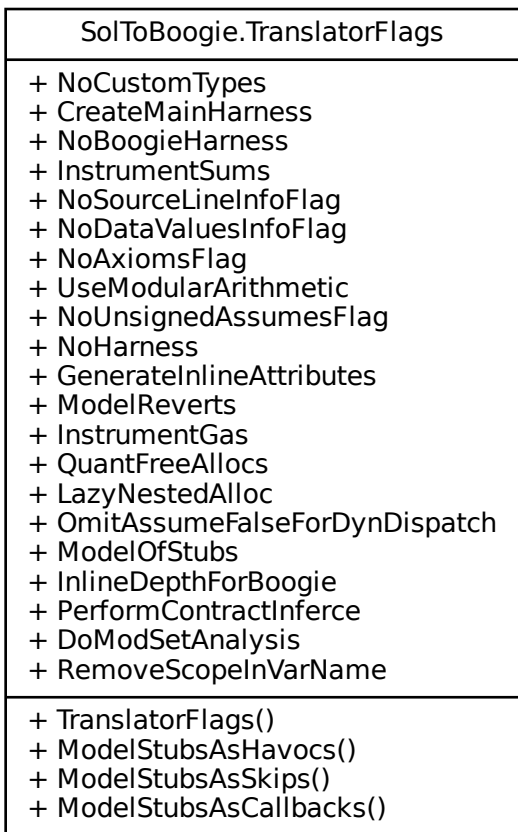 SolToBoogie.TranslatorFlags
+ NoCustomTypes
+ CreateMainHarness
+ NoBoogieHarness
+ InstrumentSums
+ NoSourceLineInfoFlag
+ NoDataValuesInfoFlag
+ NoAxiomsFlag
+ UseModularArithmetic
+ NoUnsignedAssumesFlag
+ NoHarness
+ GenerateInlineAttributes
+ ModelReverts
+ InstrumentGas
+ QuantFreeAllocs
+ LazyNestedAlloc
+ OmitAssumeFalseForDynDispatch
+ ModelOfStubs
+ InlineDepthForBoogie
+ PerformContractInferce
+ DoModSetAnalysis
+ RemoveScopeInVarName
+ TranslatorFlags()
+ ModelStubsAsHavocs()
+ ModelStubsAsSkips()
+ ModelStubsAsCallbacks()